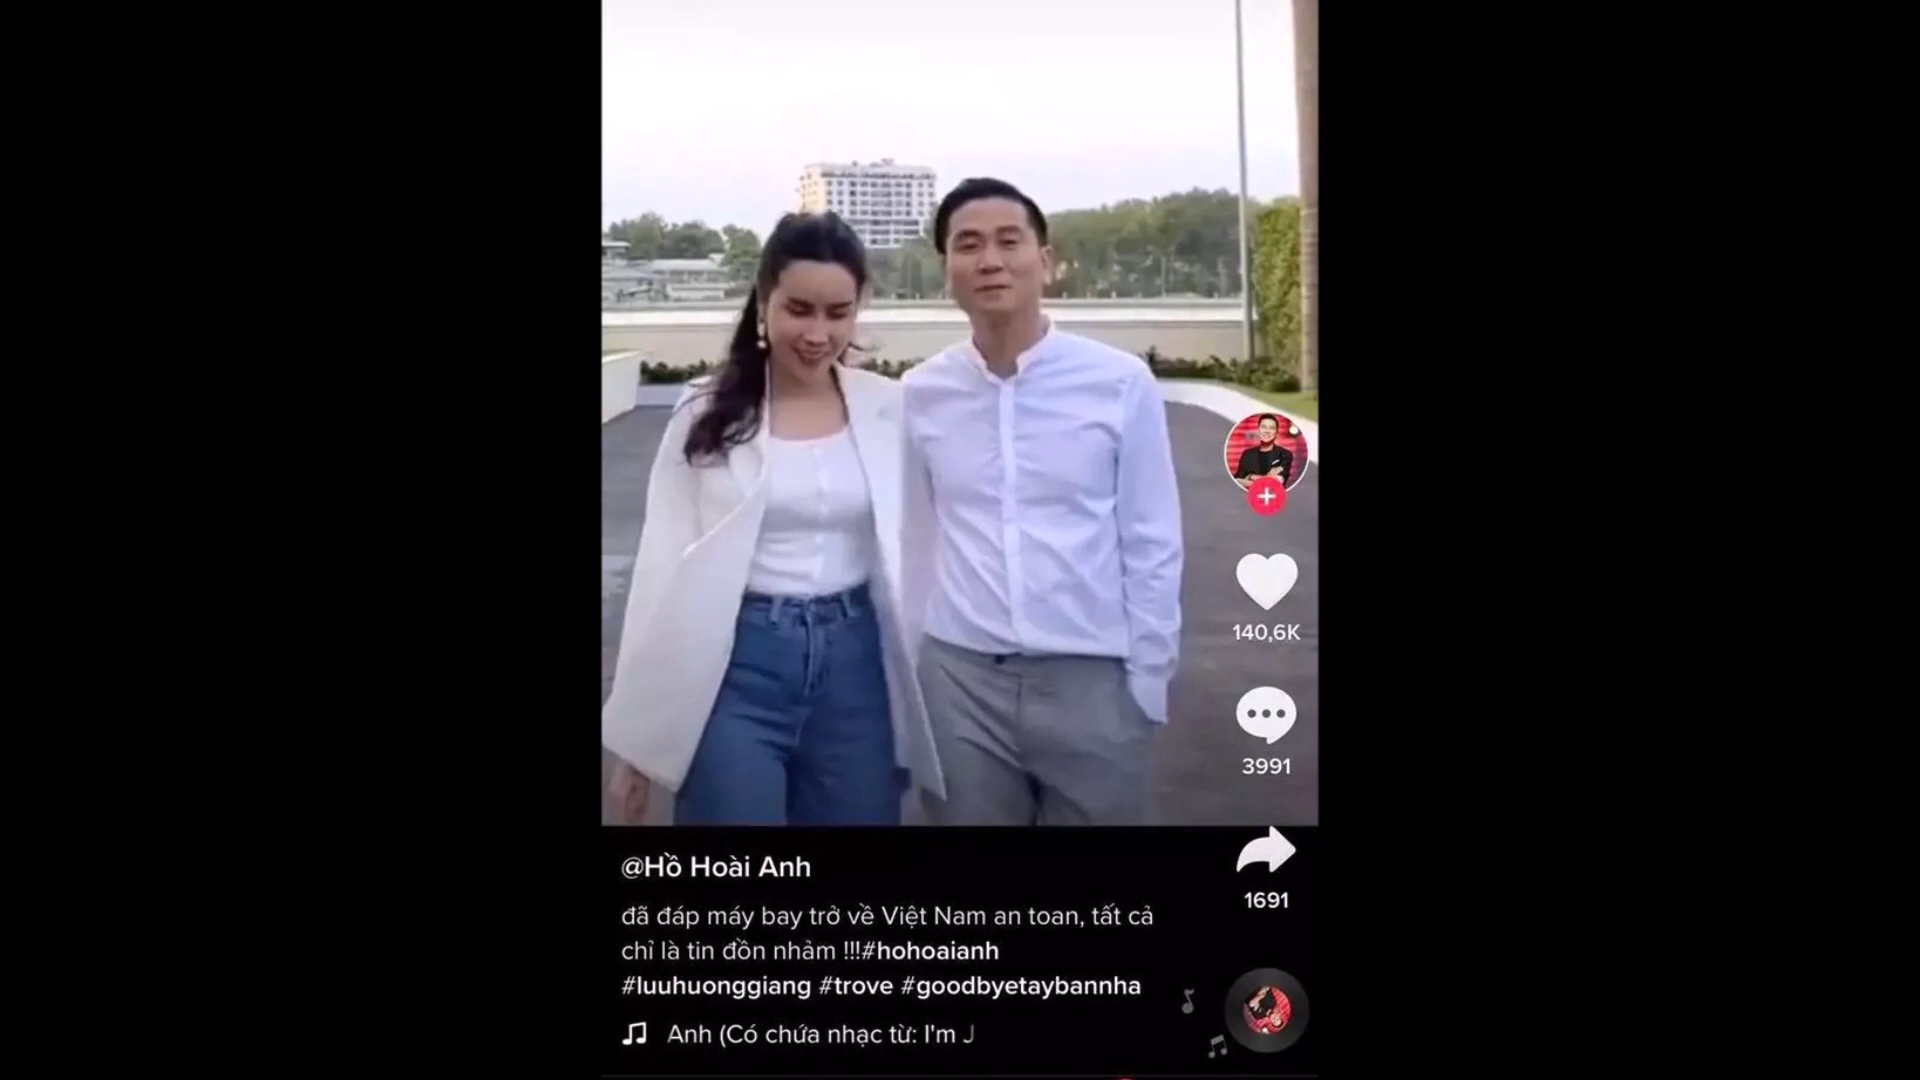 140,6K
3991
1691
@Hồ Hoài Anh
đã đáp máy bay trở về Việt Nam an toan, tất cả
chỉ là tin đồn nhảm !!!#hohoaianh
#luuhuonggiang #trove #goodbyetaybannha
Anh (Có chứa nhạc từ: I'm J